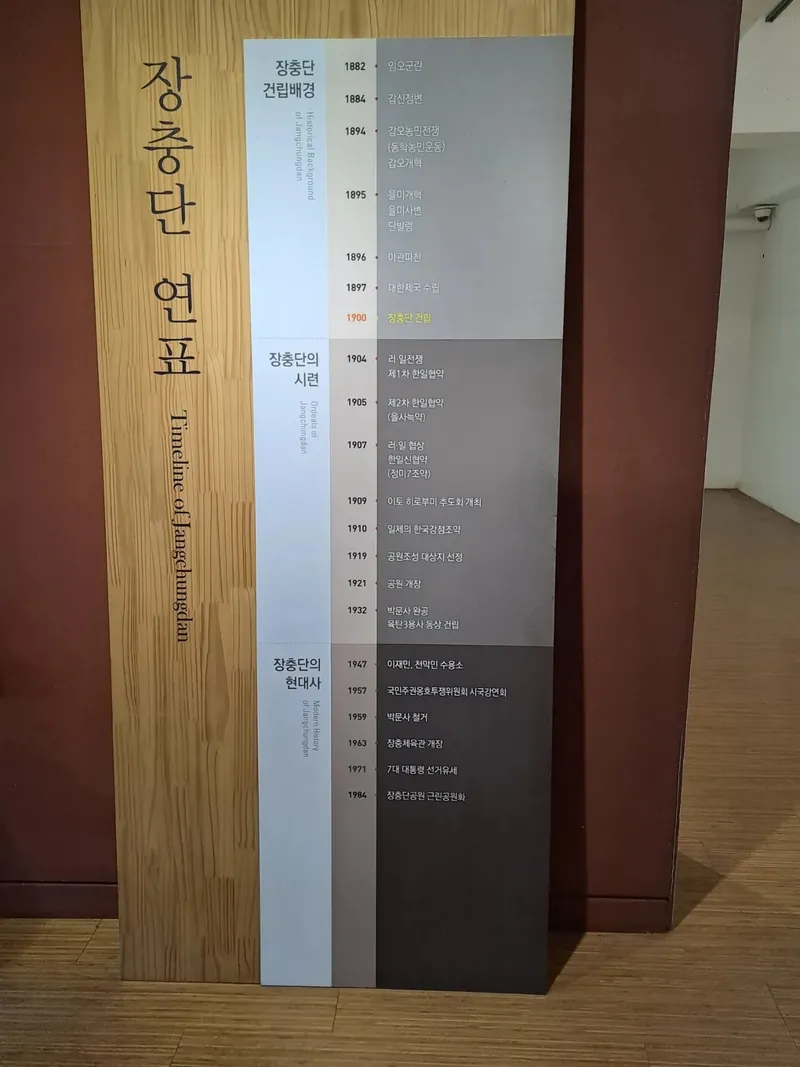 장충단 연표
Timeline of Jangchungdan
장충단
건립배경
Historical Background
of Jangchungdan
1882 임오군란
1884 갑신정변
1894 갑오농민전쟁
(동학농민운동)
갑오개혁
1895 을미개혁
을미사변
단발령
1896 아관파천
1897 대한제국 수립
1900 장충단 건립
장충단의
시련
Ordeals of
Jangchungdan
1904 러·일전쟁
제1차 한일협약
1905 제2차 한일협약
(을사늑약)
1907 러·일 협상
한일신협약
(정미7조약)
1909 이토 히로부미 추도회 개최
1910 일제의 한국강점조약
1919 공원조성 대상지 선정
1921 공원 개장
1932 박문사 완공
육탄3용사 동상 건립
장충단의
현대사
Modern History
of Jangchungdan
1947 이재민, 천막민 수용소
1957 국민주권옹호투쟁위원회 시국강연회
1959 박문사 철거
1963 장충체육관 개장
1971 7대 대통령 선거유세
1984 장충단공원 근린공원화